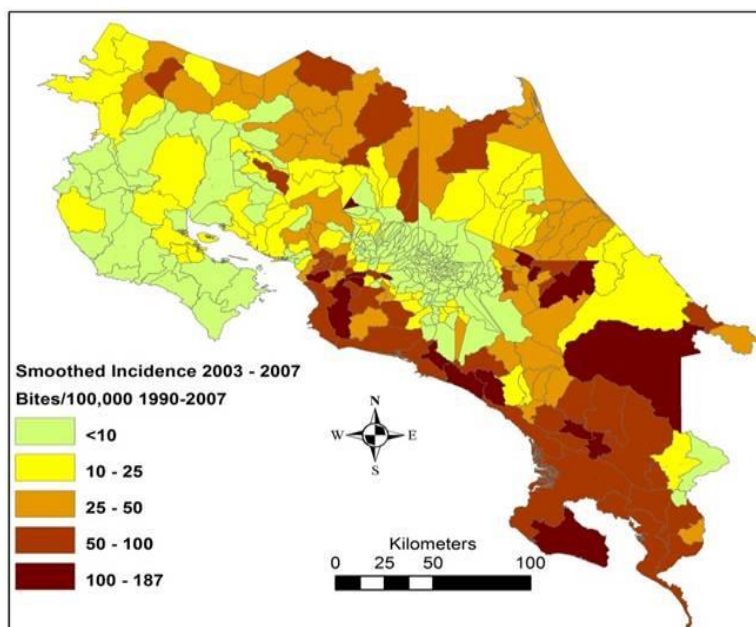 Smoothed Incidence 2003 - 2007
Bites/100,000 1990-2007
<10
10 - 25
25 - 50
50 - 100
100 - 187
N
W E
S
Kilometers
0 25 50 100